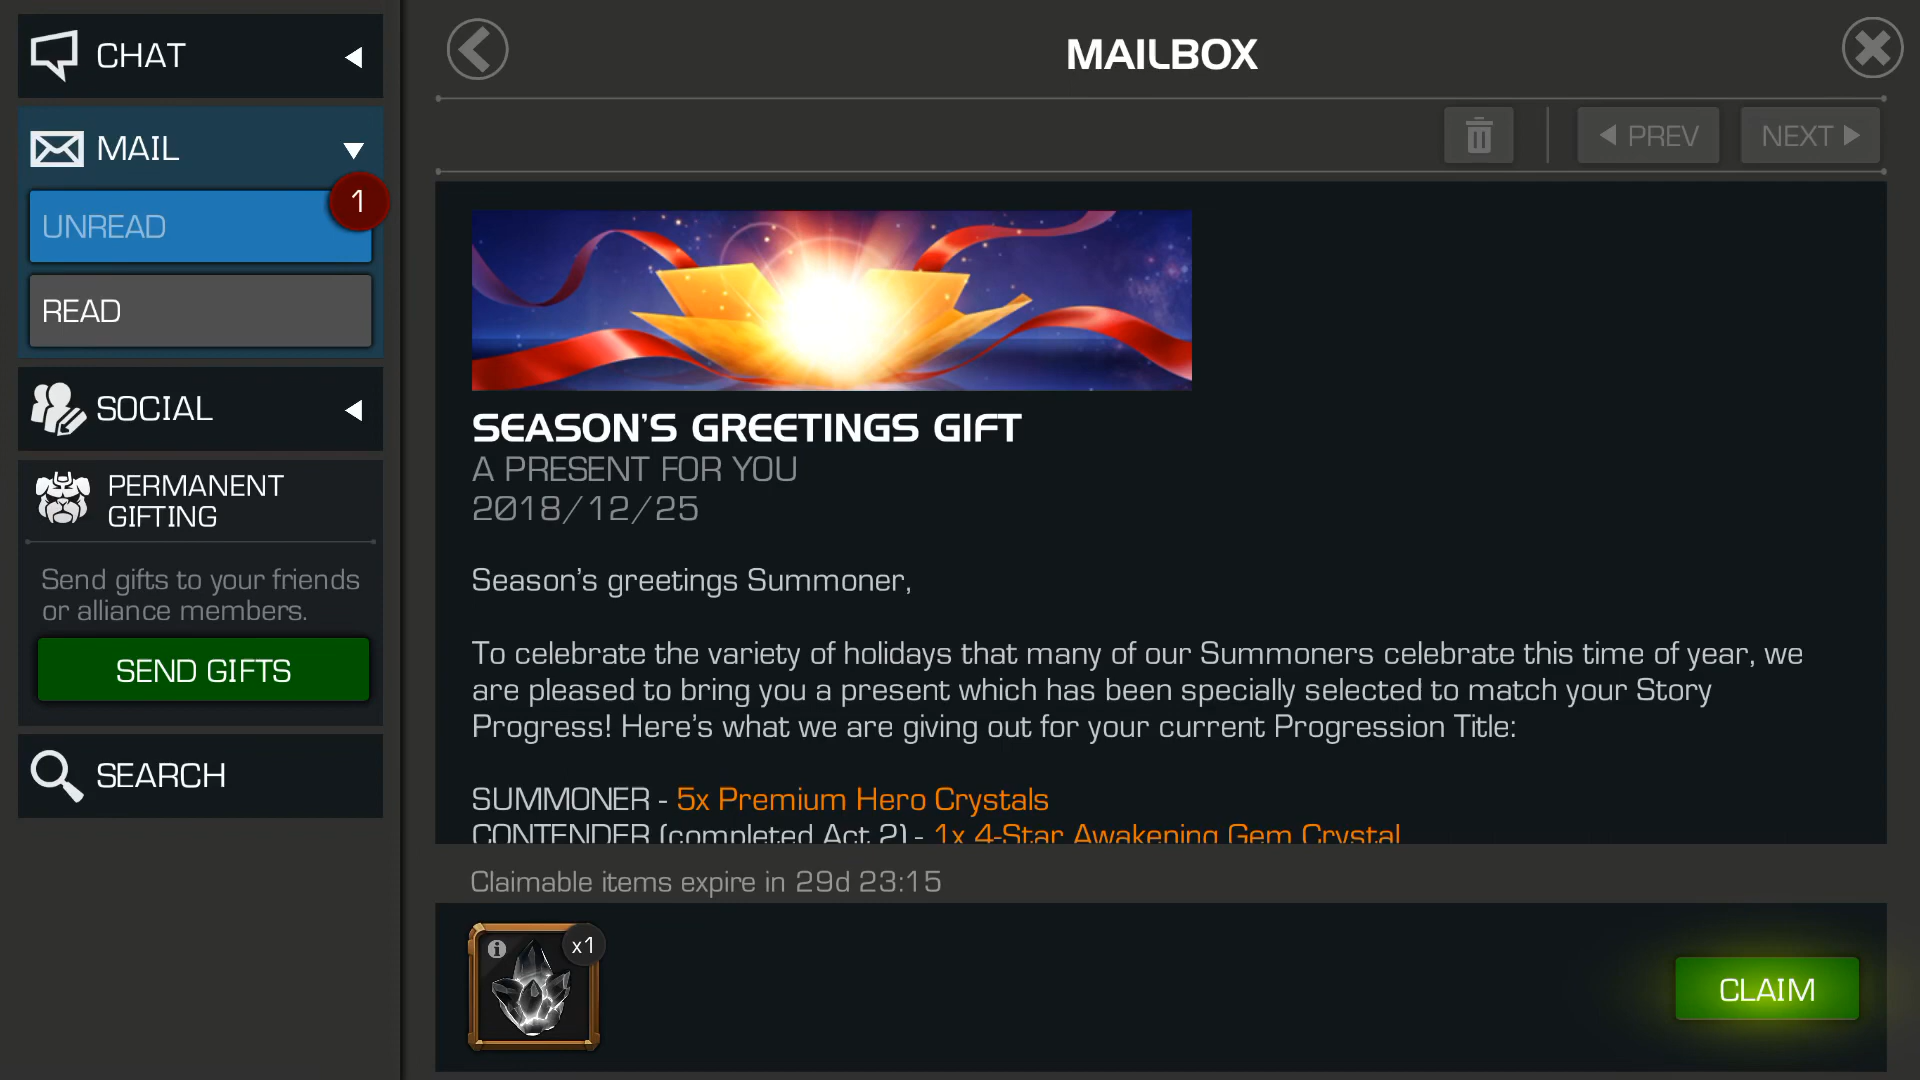 CHAT
MAIL
1
UNREAD
READ
SOCIAL
PERMANENT
GIFTING
Send gifts to your friends
or alliance members.
SEND GIFTS
SEARCH
MAILBOX
PREV
NEXT
SEASON'S GREETINGS GIFT
A PRESENT FOR YOU
2018/12/25
Season's greetings Summoner,
To celebrate the variety of holidays that many of our Summoners celebrate this time of year, we
are pleased to bring you a present which has been specially selected to match your Story
Progress! Here's what we are giving out for your current Progression Title:
SUMMONER - 5x Premium Hero Crystals
CONTENDER (completed Act 2) - 1x 4-Star Awakening Gem Crystal
Claimable items expire in 29d 23:15
x1
CLAIM